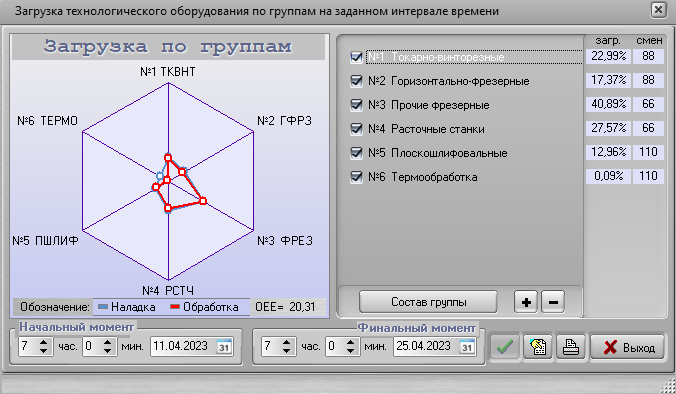 Загрузка технологического оборудования по группам на заданном интервале времени
Загрузка по группам
№1 ТКВНТ
№2 ГФРЗ
№3 ФРЕЗ
№4 РСТЧ
№5 ПШЛИФ
№6 ТЕРМО
Обозначение: Наладка Обработка OEE= 20,31
загр. смен
№1 Токарно-винторезные 22,99% 88
№2 Горизонтально-фрезерные 17,37% 88
№3 Прочие фрезерные 40,89% 66
№4 Расточные станки 27,57% 66
№5 Плоскошлифовальные 12,96% 110
№6 Термообработка 0,09% 110
Состав группы + −
Начальный момент
7 час. 0 мин. 11.04.2023 31
Финальный момент
7 час. 0 мин. 25.04.2023 31
Выход